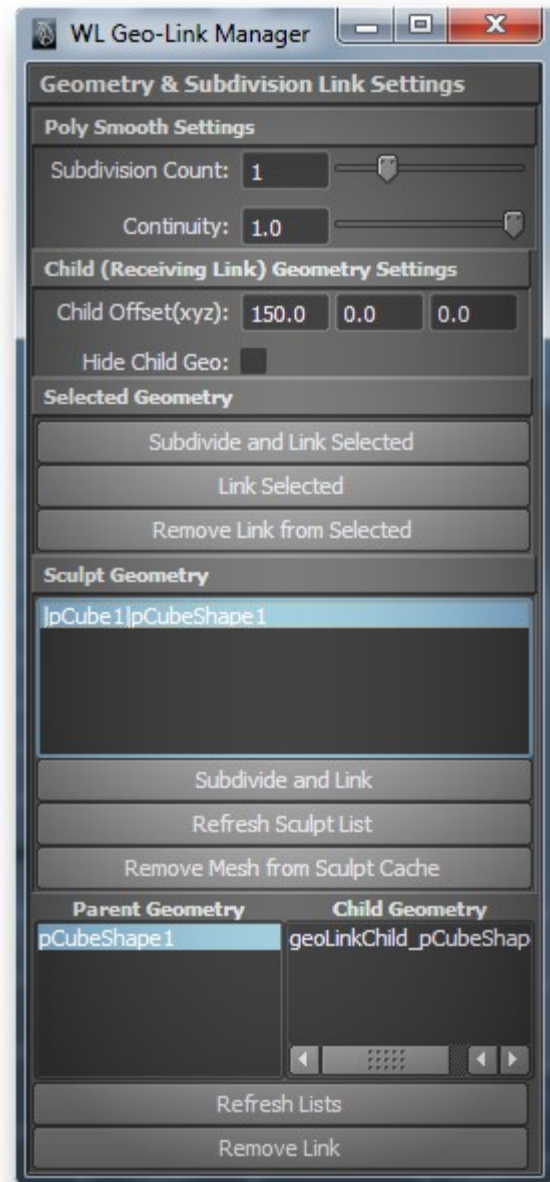 WL Geo-Link Manager
Geometry & Subdivision Link Settings
Poly Smooth Settings
Subdivision Count: 1
Continuity: 1.0
Child (Receiving Link) Geometry Settings
Child Offset(xyz): 150.0 0.0 0.0
Hide Child Geo:
Selected Geometry
Subdivide and Link Selected
Link Selected
Remove Link from Selected
Sculpt Geometry
|pCube1|pCubeShape1
Subdivide and Link
Refresh Sculpt List
Remove Mesh from Sculpt Cache
Parent Geometry Child Geometry
pCubeShape1 geoLinkChild_pCubeShap
Refresh Lists
Remove Link